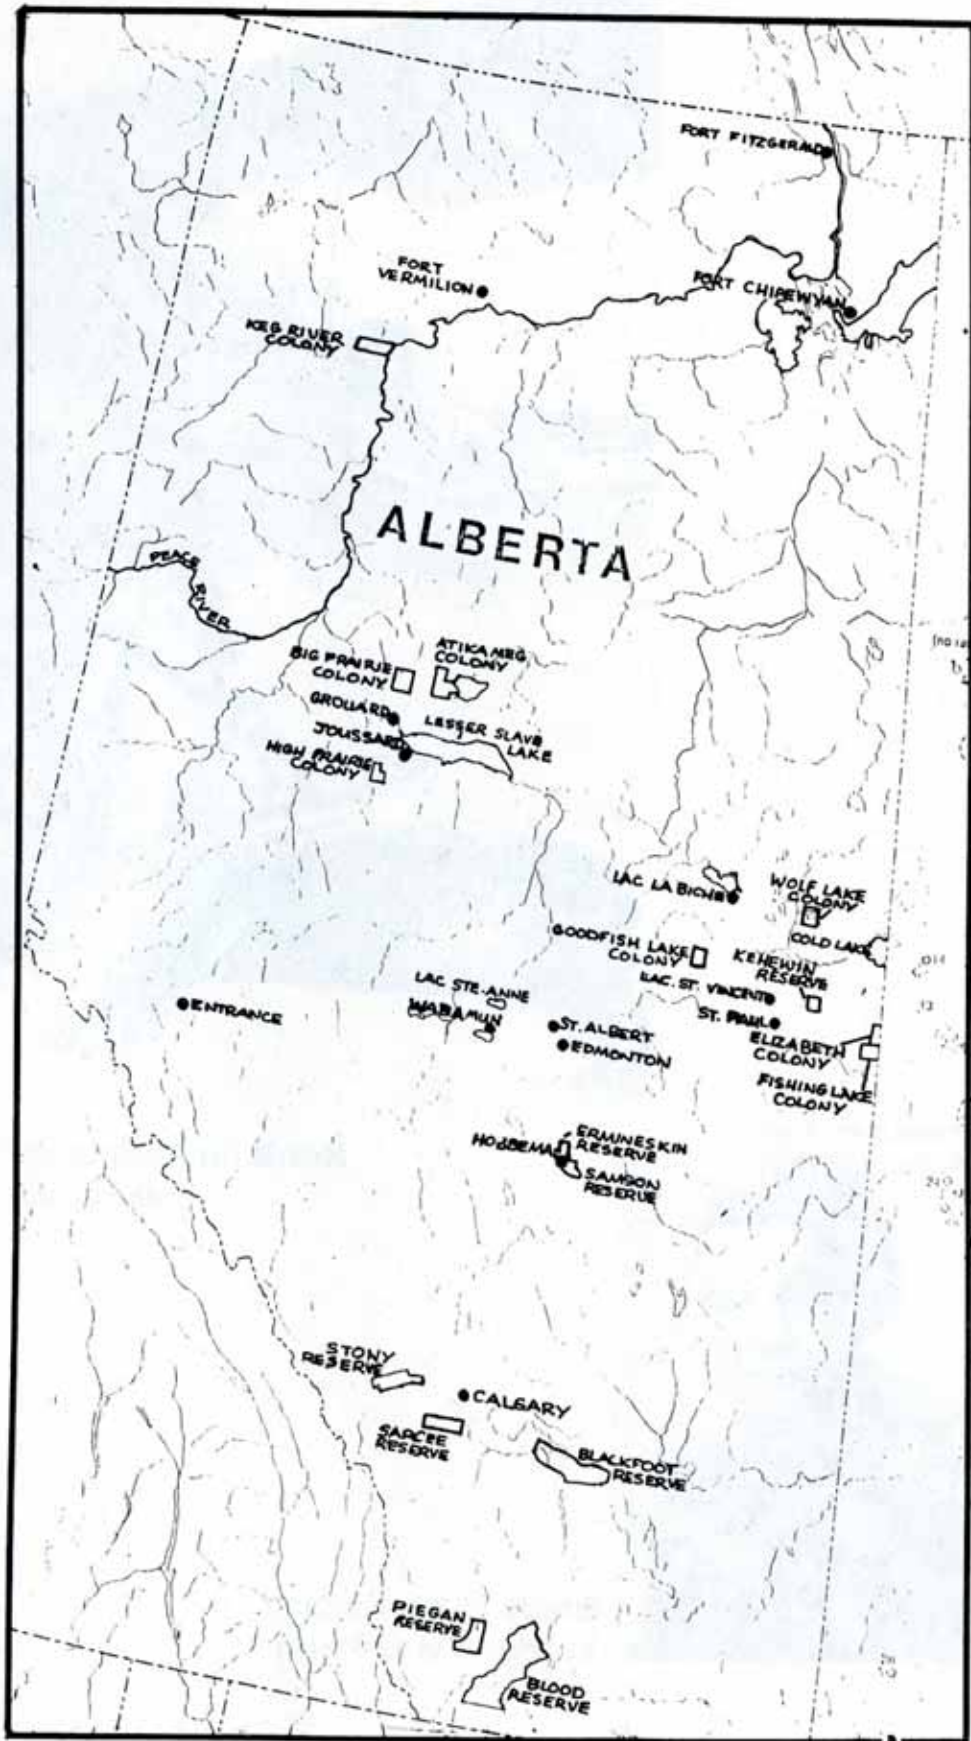 FORT FITZGERALD
FORT
VERMILION
FORT CHIPEWYAN
KEG RIVER
COLONY
ALBERTA
PEACE
RIVER
BIG PRAIRIE
COLONY
ATIKAMEG
COLONY
GROUARD
LESSER SLAVE
LAKE
JOUSSARD
HIGH PRAIRIE
COLONY
LAC LA BICHE
WOLF LAKE
COLONY
COLD LAKE
GOODFISH LAKE
COLONY
KEHEWIN
RESERVE
LAC. ST. VINCENT
LAC STE-ANNE
WABAMUN
ENTRANCE
ST. ALBERT
EDMONTON
ST. PAUL
ELIZABETH
COLONY
FISHING LAKE
COLONY
HOBBEMA
ERMINESKIN
RESERVE
SAMSON
RESERVE
STONY
RESERVE
CALGARY
SARCEE
RESERVE
BLACKFOOT
RESERVE
PIEGAN
RESERVE
BLOOD
RESERVE